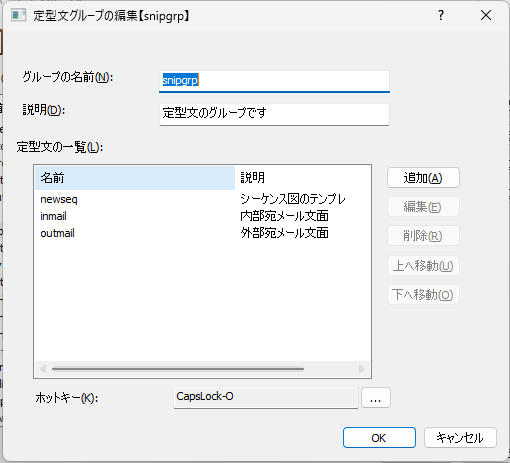 定型文グループの編集【snipgrp】
グループの名前(N):
snipgrp
説明(D):
定型文のグループです
定型文の一覧(L):
名前 説明
newseq シーケンス図のテンプレ
inmail 内部宛メール文面
outmail 外部宛メール文面
追加(A)
編集(E)
削除(R)
上へ移動(U)
下へ移動(O)
ホットキー(K): CapsLock-O ...
OK キャンセル